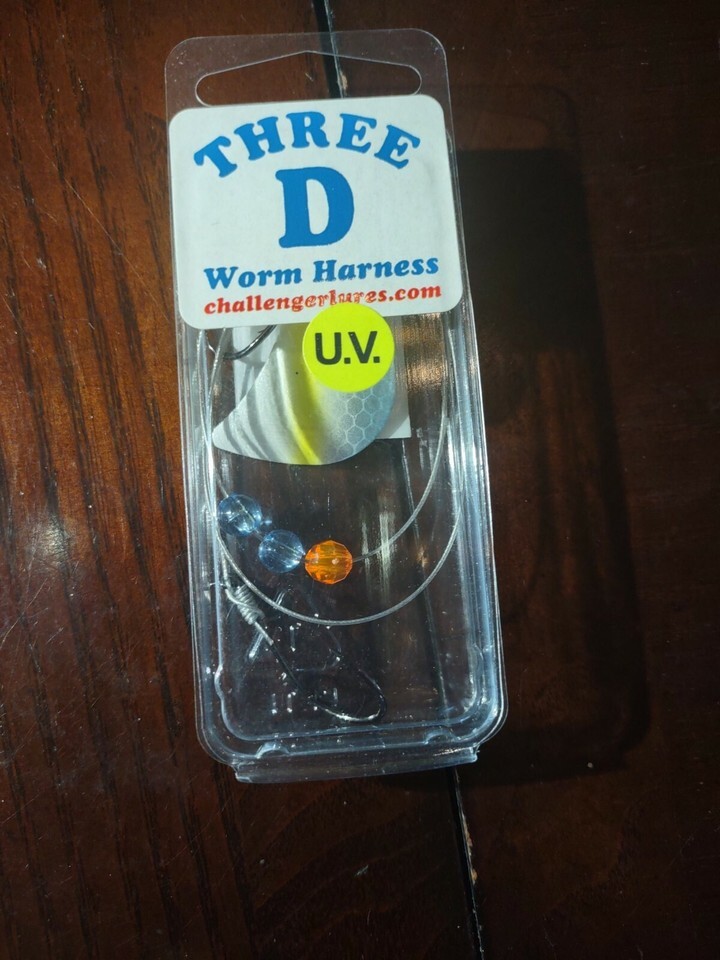 THREE
D
Worm Harness
challengerlures.com
U.V.